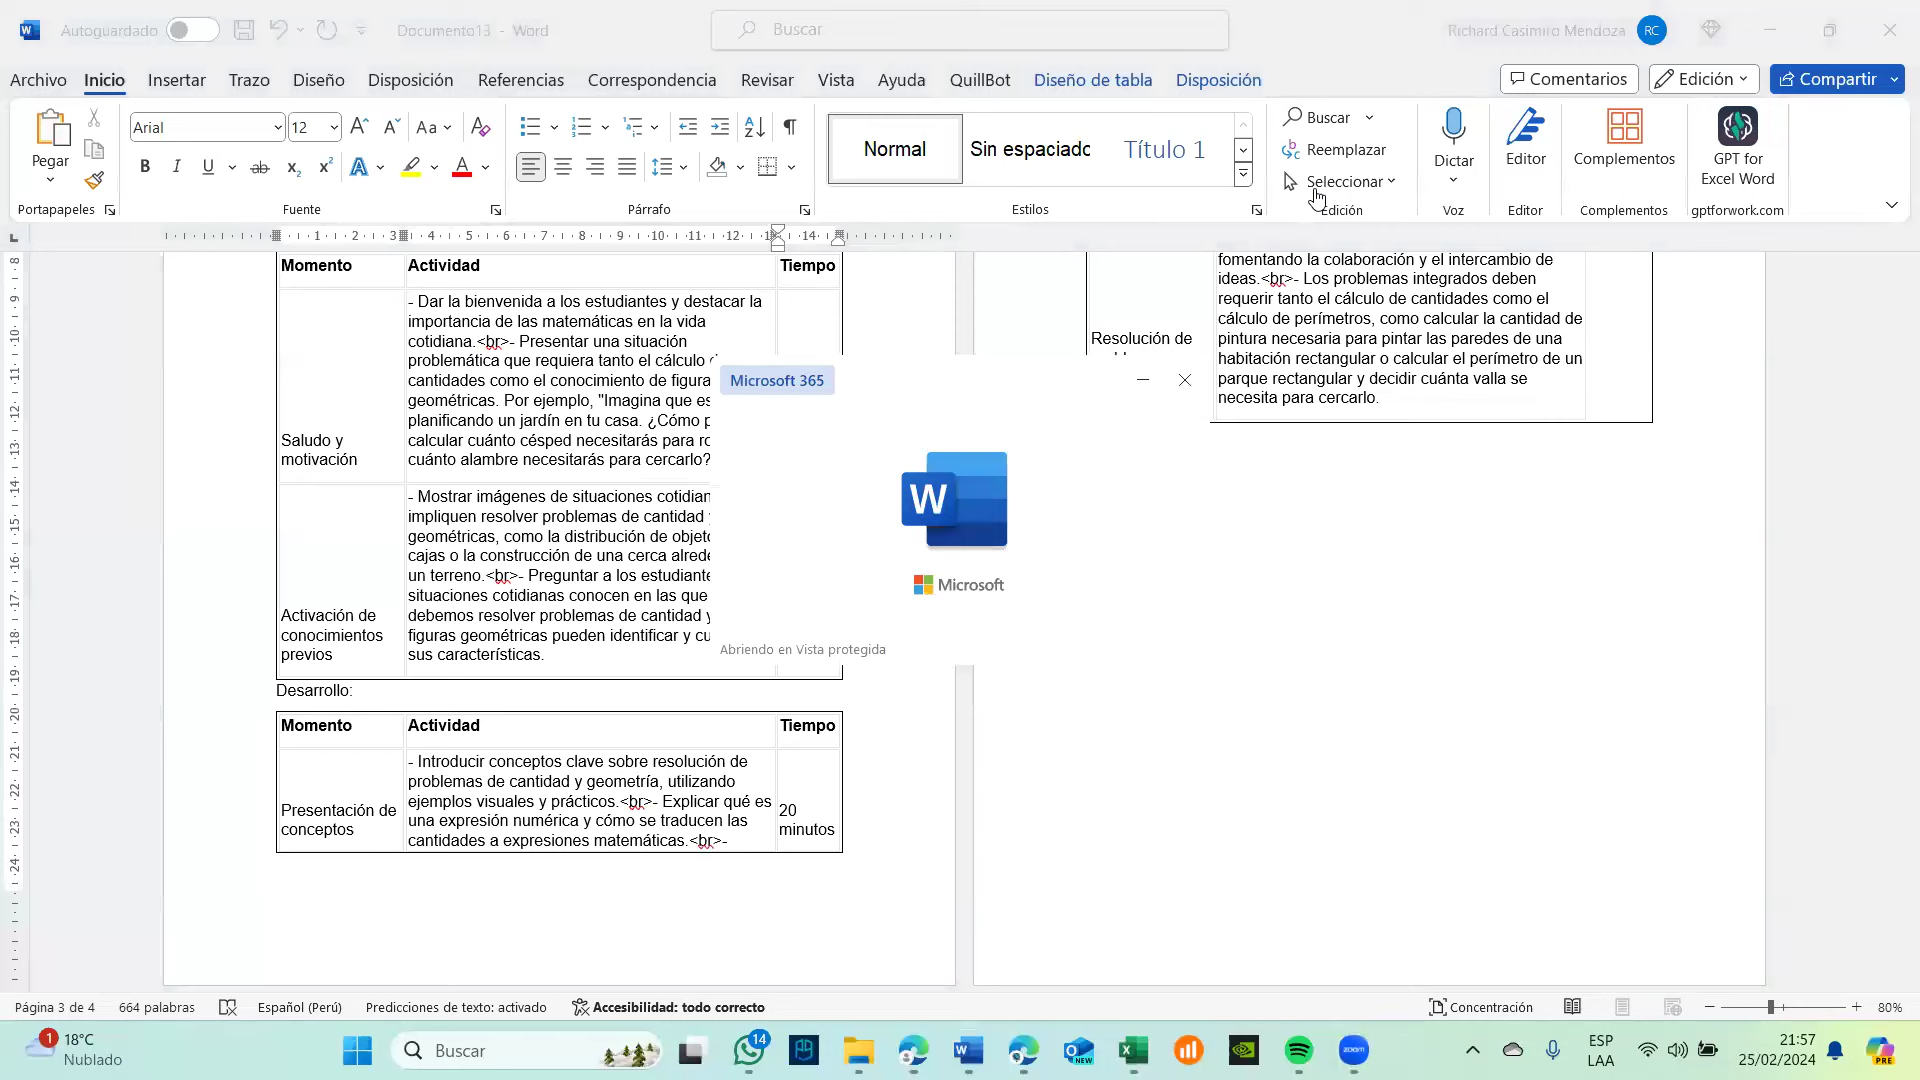 Autoguardado
Documento13 - Word
Buscar
Richard Casimiro Mendoza
RC
Archivo
Inicio
Insertar
Trazo
Diseño
Disposición
Referencias
Correspondencia
Revisar
Vista
Ayuda
QuillBot
Diseño de tabla
Disposición
Comentarios
Edición
Compartir
Pegar
Portapapeles
Arial
12
Fuente
Párrafo
Normal
Sin espaciado
Título 1
Estilos
Buscar
Reemplazar
Seleccionar
Edición
Dictar
Voz
Editor
Editor
Complementos
Complementos
GPT for
Excel Word
gptforwork.com
Momento Actividad Tiempo
Saludo y
motivación
- Dar la bienvenida a los estudiantes y destacar la
importancia de las matemáticas en la vida
cotidiana.<br>- Presentar una situación
problemática que requiera tanto el cálculo
cantidades como el conocimiento de figura
geométricas. Por ejemplo, "Imagina que es
planificando un jardín en tu casa. ¿Cómo p
calcular cuánto césped necesitarás para ro
cuánto alambre necesitarás para cercarlo?
Activación de
conocimientos
previos
- Mostrar imágenes de situaciones cotidian
impliquen resolver problemas de cantidad
geométricas, como la distribución de objeto
cajas o la construcción de una cerca alrede
un terreno.<br>- Preguntar a los estudiante
situaciones cotidianas conocen en las que
debemos resolver problemas de cantidad y
figuras geométricas pueden identificar y cu
sus características.
Desarrollo:
Momento Actividad Tiempo
Presentación de
conceptos
- Introducir conceptos clave sobre resolución de
problemas de cantidad y geometría, utilizando
ejemplos visuales y prácticos.<br>- Explicar qué es
una expresión numérica y cómo se traducen las
cantidades a expresiones matemáticas.<br>-
20
minutos
Resolución de
fomentando la colaboración y el intercambio de
ideas.<br>- Los problemas integrados deben
requerir tanto el cálculo de cantidades como el
cálculo de perímetros, como calcular la cantidad de
pintura necesaria para pintar las paredes de una
habitación rectangular o calcular el perímetro de un
parque rectangular y decidir cuánta valla se
necesita para cercarlo.
Microsoft 365
W
Microsoft
Abriendo en Vista protegida
Página 3 de 4
664 palabras
Español (Perú)
Predicciones de texto: activado
Accesibilidad: todo correcto
Concentración
80%
1
18°C
Nublado
Buscar
14
NEW
zoom
ESP
LAA
21:57
25/02/2024
PRE